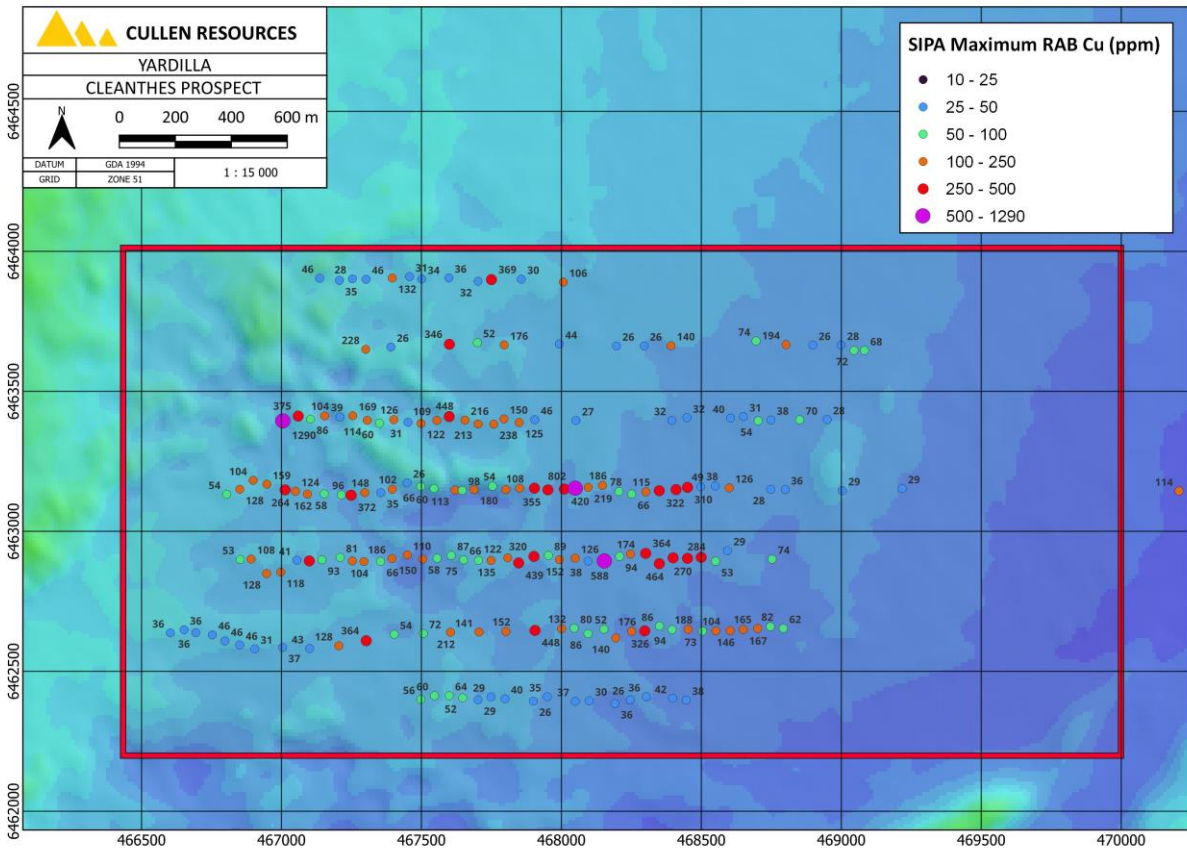 CULLEN RESOURCES
YARDILLA
CLEANTHES PROSPECT
N
0 200 400 600 m
DATUM GDA 1994
GRID ZONE 51
1 : 15 000
SIPA Maximum RAB Cu (ppm)
10 - 25
25 - 50
50 - 100
100 - 250
250 - 500
500 - 1290
6464500
6464000
6463500
6463000
6462500
6462000
46 28 46 31 34 36 369 30 106
35 132 32
346 52 176 44 26 26 140 74 194 26 28 68
228 26 72
375 104 39 169 126 109 448 216 150 46 27 32 32 40 31 38 70 28
1290 86 114 60 31 122 213 238 125 54
54 104 159 124 96 148 102 26 98 54 108 802 186 78 115 38 126 36 29 29 114
128 264 162 58 372 35 66 60 113 180 355 420 219 66 322 310 28
53 108 41 81 186 110 87 122 320 89 126 174 364 284 29 74
128 118 93 104 66 150 58 75 66 135 439 152 38 588 94 464 270 53
36 36 46 31 43 128 364 54 72 141 152 132 80 52 176 86 188 104 165 82 62
36 46 46 37 212 448 86 140 326 94 73 146 167
56 60 64 29 40 35 37 30 26 36 42 38
52 29 26 36
466500 467000 467500 468000 468500 469000 469500 470000